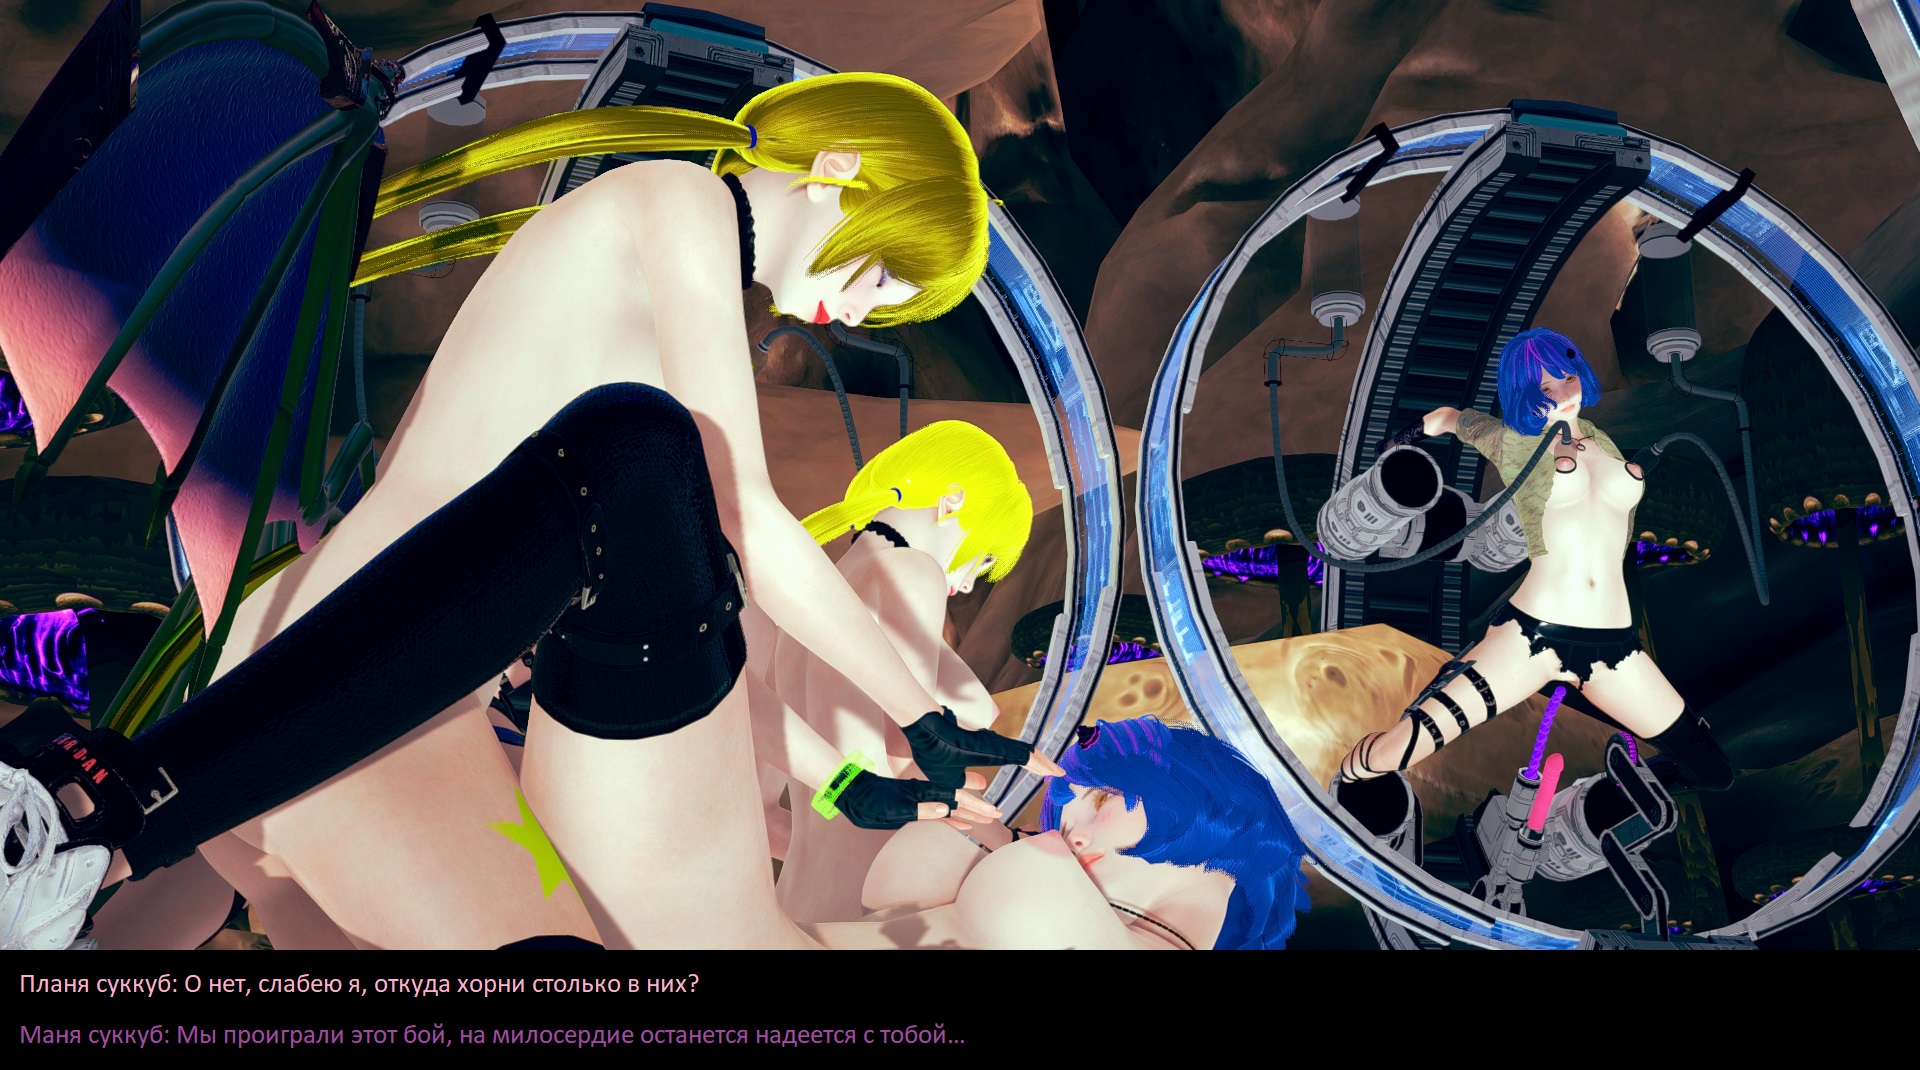 JORDAN
Планя суккуб: О нет, слабею я, откуда хорни столько в них?
Маня суккуб: Мы проиграли этот бой, на милосердие останется надеется с тобой...